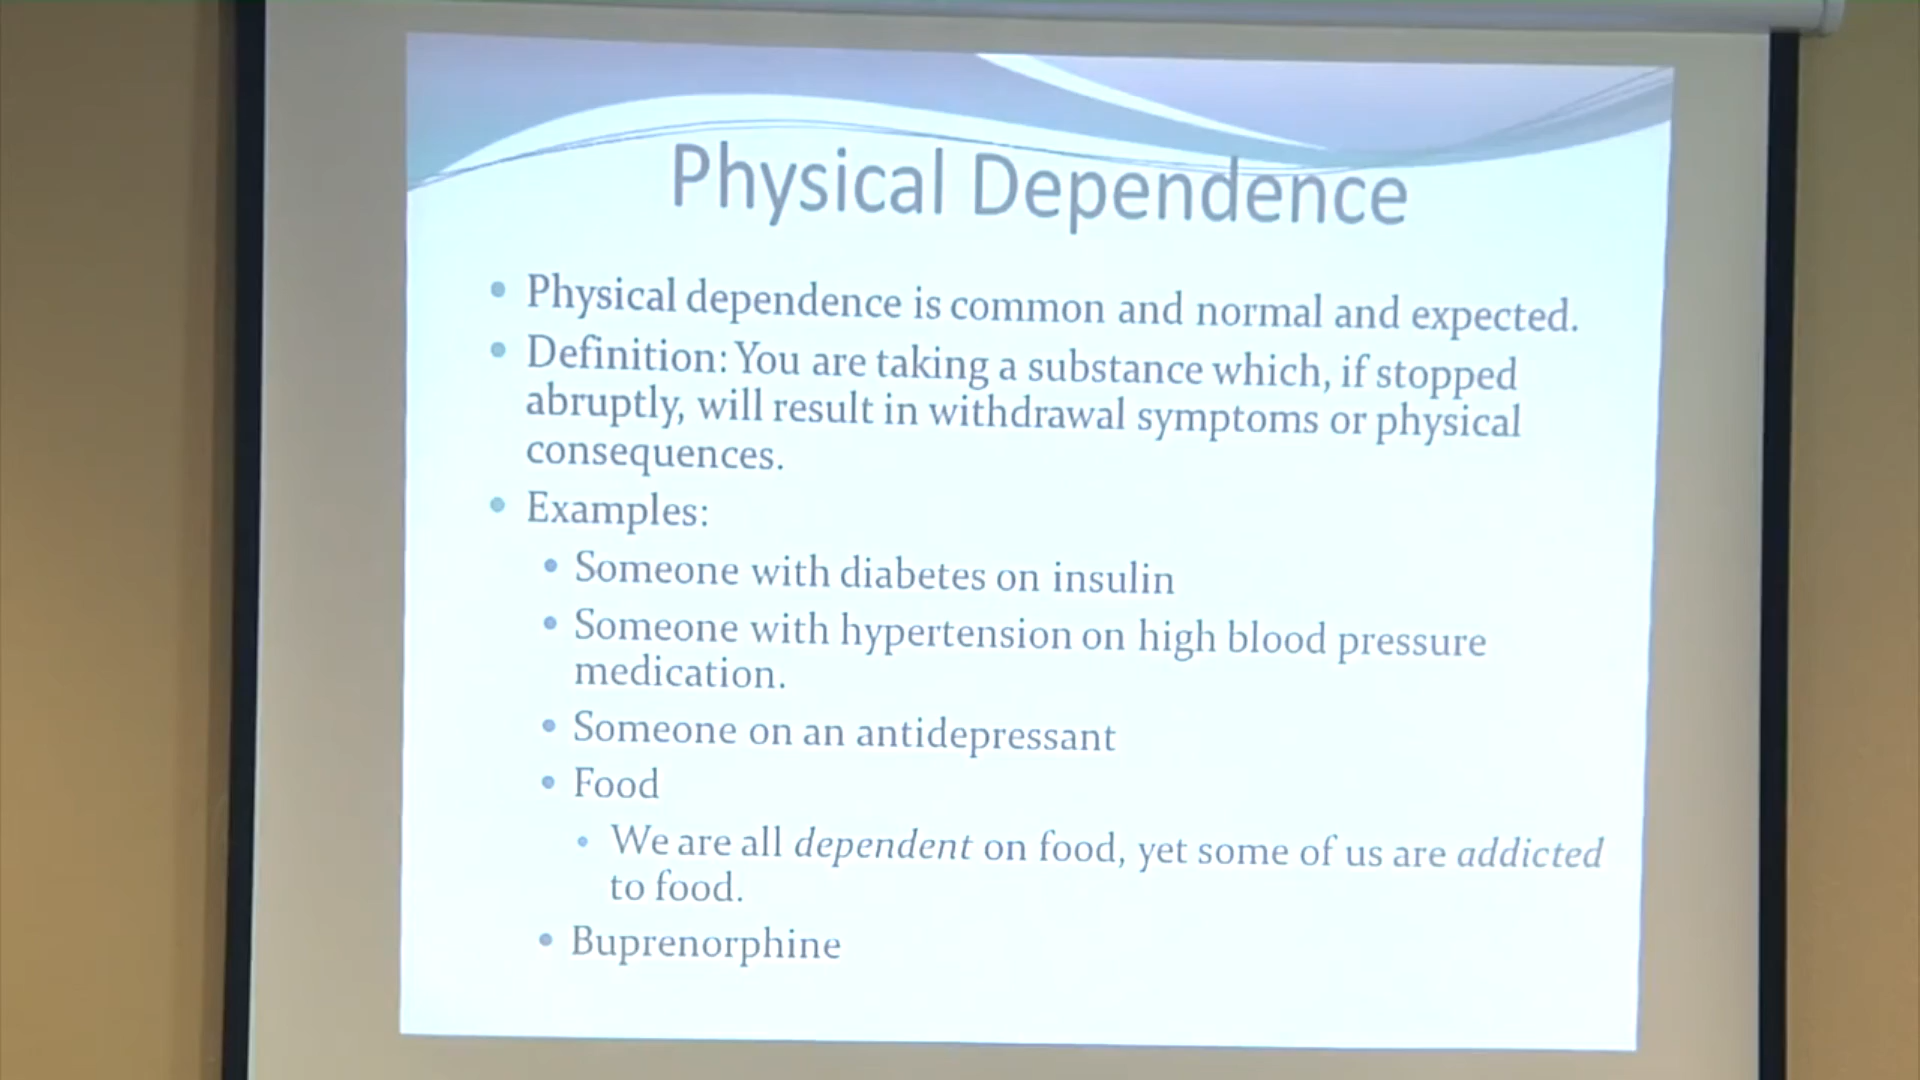 Physical Dependence
• Physical dependence is common and normal and expected.
• Definition: You are taking a substance which, if stopped
abruptly, will result in withdrawal symptoms or physical
consequences.
• Examples:
• Someone with diabetes on insulin
• Someone with hypertension on high blood pressure
medication.
• Someone on an antidepressant
• Food
• We are all dependent on food, yet some of us are addicted
to food.
• Buprenorphine